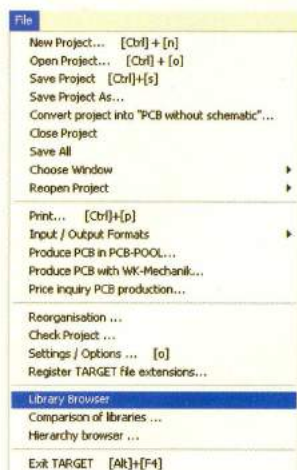 File
New Project... [Ctrl] + [n]
Open Project... [Ctrl] + [o]
Save Project [Ctrl]+[s]
Save Project As...
Convert project into "PCB without schematic"...
Close Project
Save All
Choose Window
Reopen Project
Print... [Ctrl]+[p]
Input / Output Formats
Produce PCB in PCB-POOL...
Produce PCB with WK-Mechanik...
Price inquiry PCB production...
Reorganisation ...
Check Project ...
Settings / Options ... [o]
Register TARGET file extensions...
Library Browser
Comparison of libraries ...
Hierarchy browser ...
Exit TARGET [Alt]+[F4]